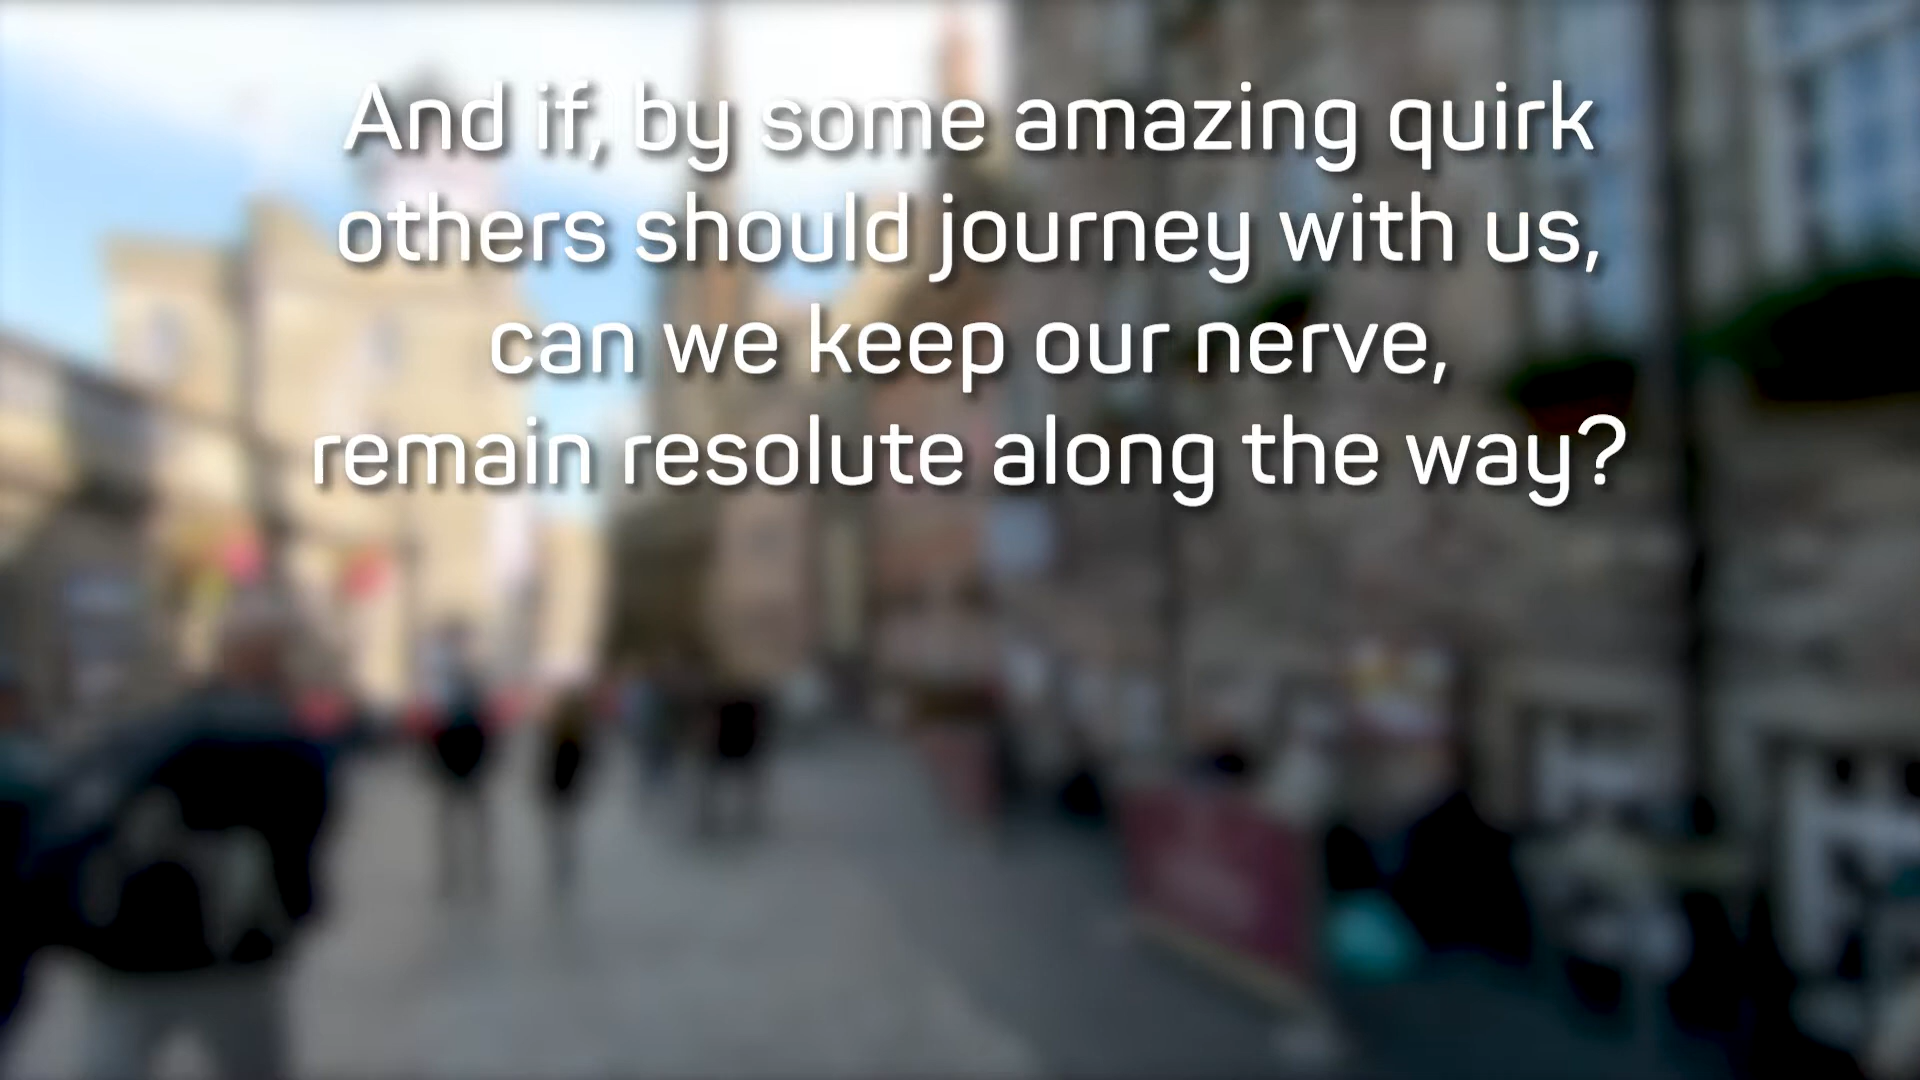 And if, by some amazing quirk
others should journey with us,
can we keep our nerve,
remain resolute along the way?